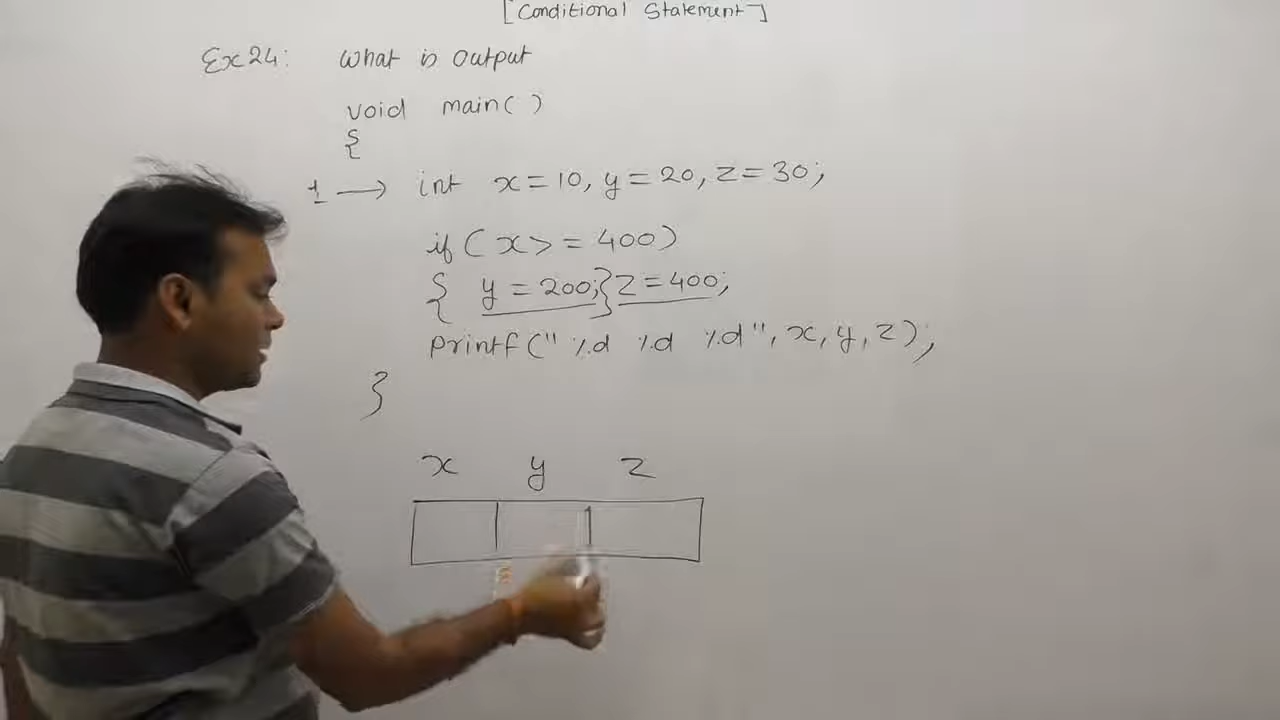 [Conditional Statement]
Ex24: What is output
void main( )
{
1 → int x = 10, y = 20, z = 30;
if ( x > = 400)
{ y = 200;} z = 400;
printf (" %d %d %d", x, y, z);
}
x y z